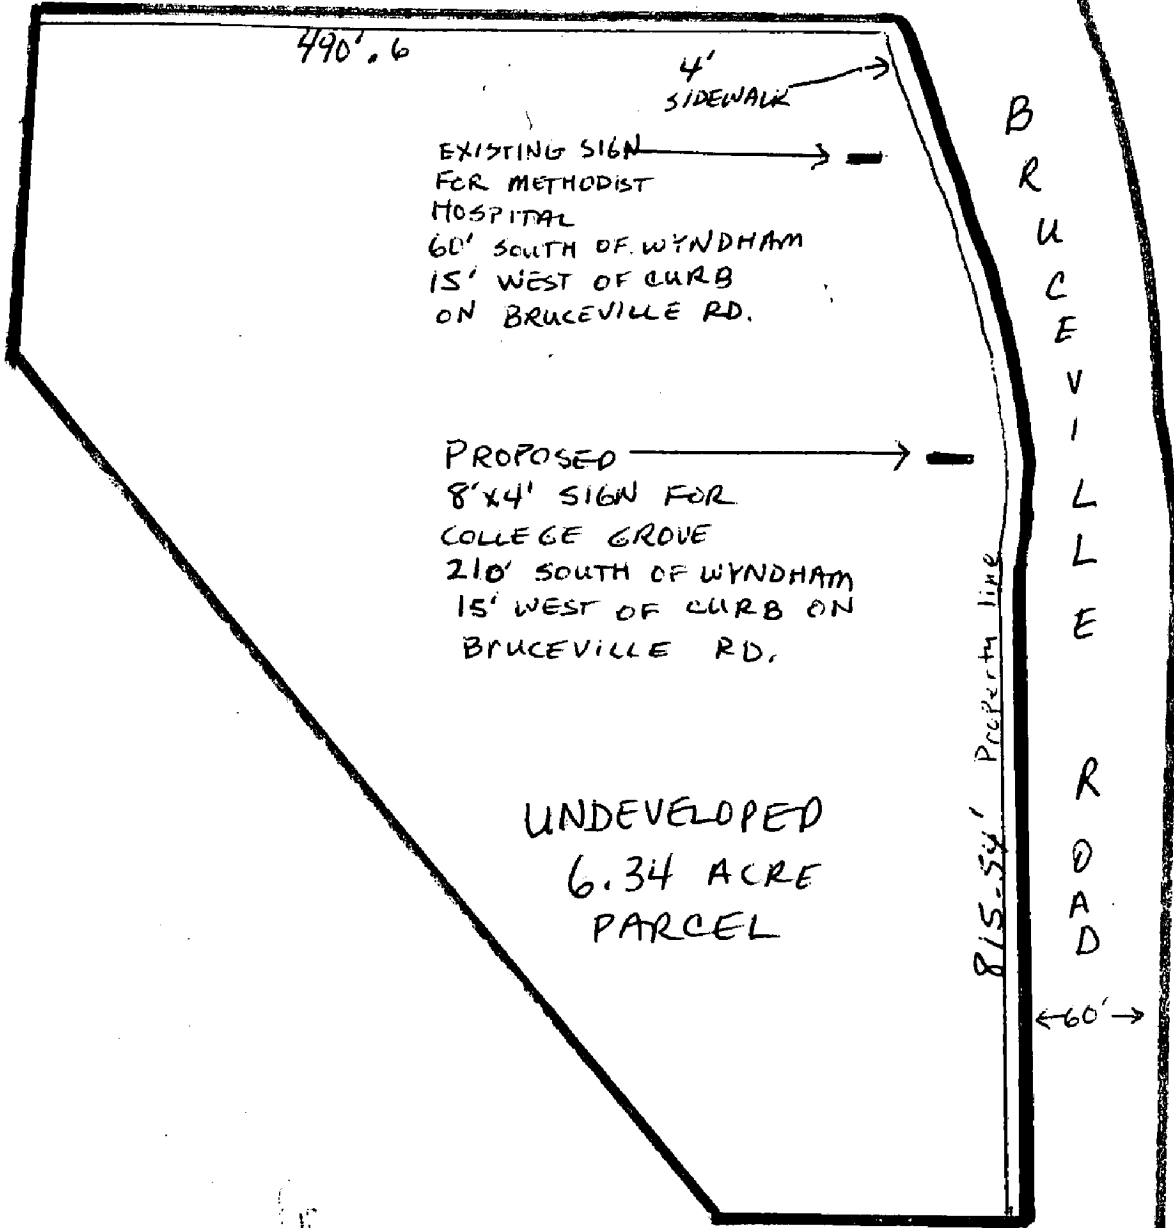 490'.6
4'
SIDEWALK
EXISTING SIGN
FOR METHODIST
HOSPITAL
60' SOUTH OF WYNDHAM
15' WEST OF CURB
ON BRUCEVILLE RD.
PROPOSED
8'x4' SIGN FOR
COLLEGE GROVE
210' SOUTH OF WYNDHAM
15' WEST OF CURB ON
BRUCEVILLE RD.
UNDEVELOPED
6.34 ACRE
PARCEL
815.54' Property line
BRUCEVILLE ROAD
60'